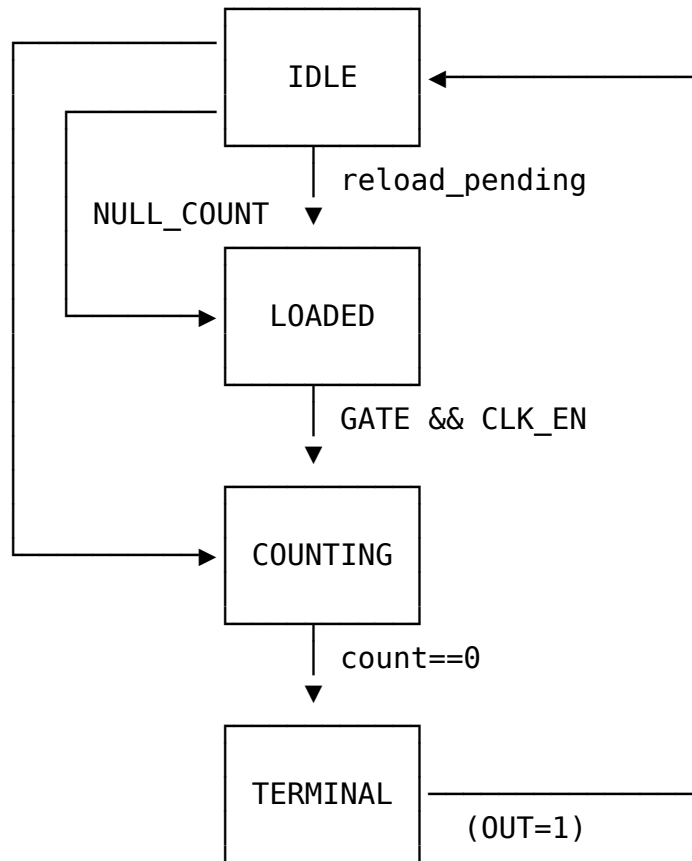 IDLE
reload_pending
NULL_COUNT
LOADED
GATE && CLK_EN
COUNTING
count==0
TERMINAL
(OUT=1)